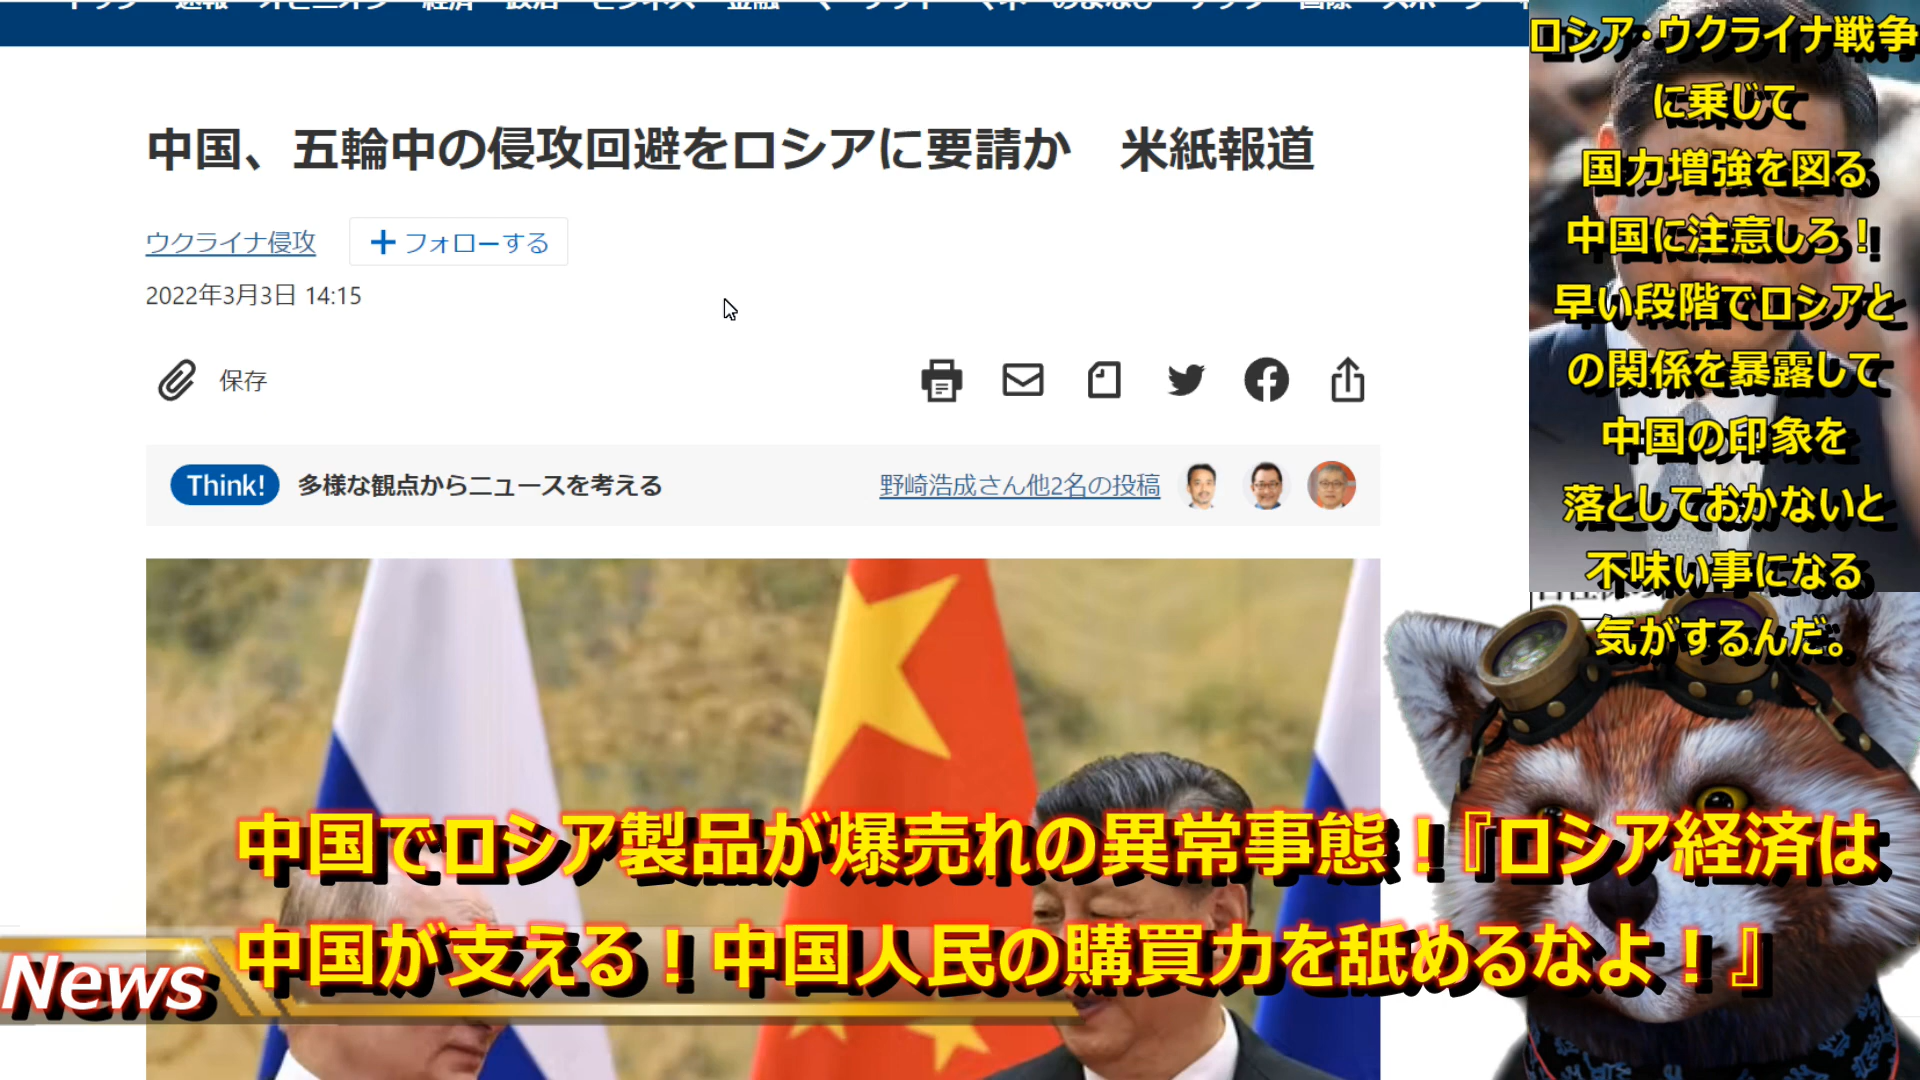 中国、五輪中の侵攻回避をロシアに要請か　米紙報道
ウクライナ侵攻
+フォローする
2022年3月3日 14:15
保存
Think! 多様な観点からニュースを考える
野崎浩成さん他2名の投稿
ロシア・ウクライナ戦争
に乗じて
国力増強を図る
中国に注意しろ！
早い段階でロシアと
の関係を暴露して
中国の印象を
落としておかないと
不味い事になる
気がするんだ。
中国でロシア製品が爆売れの異常事態！『ロシア経済は
中国が支える！中国人民の購買力を舐めるなよ！』
News